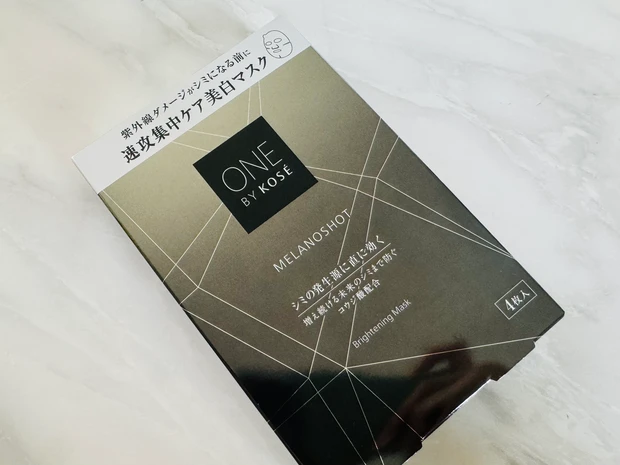 紫外線ダメージがシミになる前に
速攻集中ケア美白マスク
ONE
BY KOSÉ
MELANOSHOT
シミの発生源に直に効く
増え続ける未来のシミまで防ぐ
コウジ酸配合
Brightening Mask
4枚入